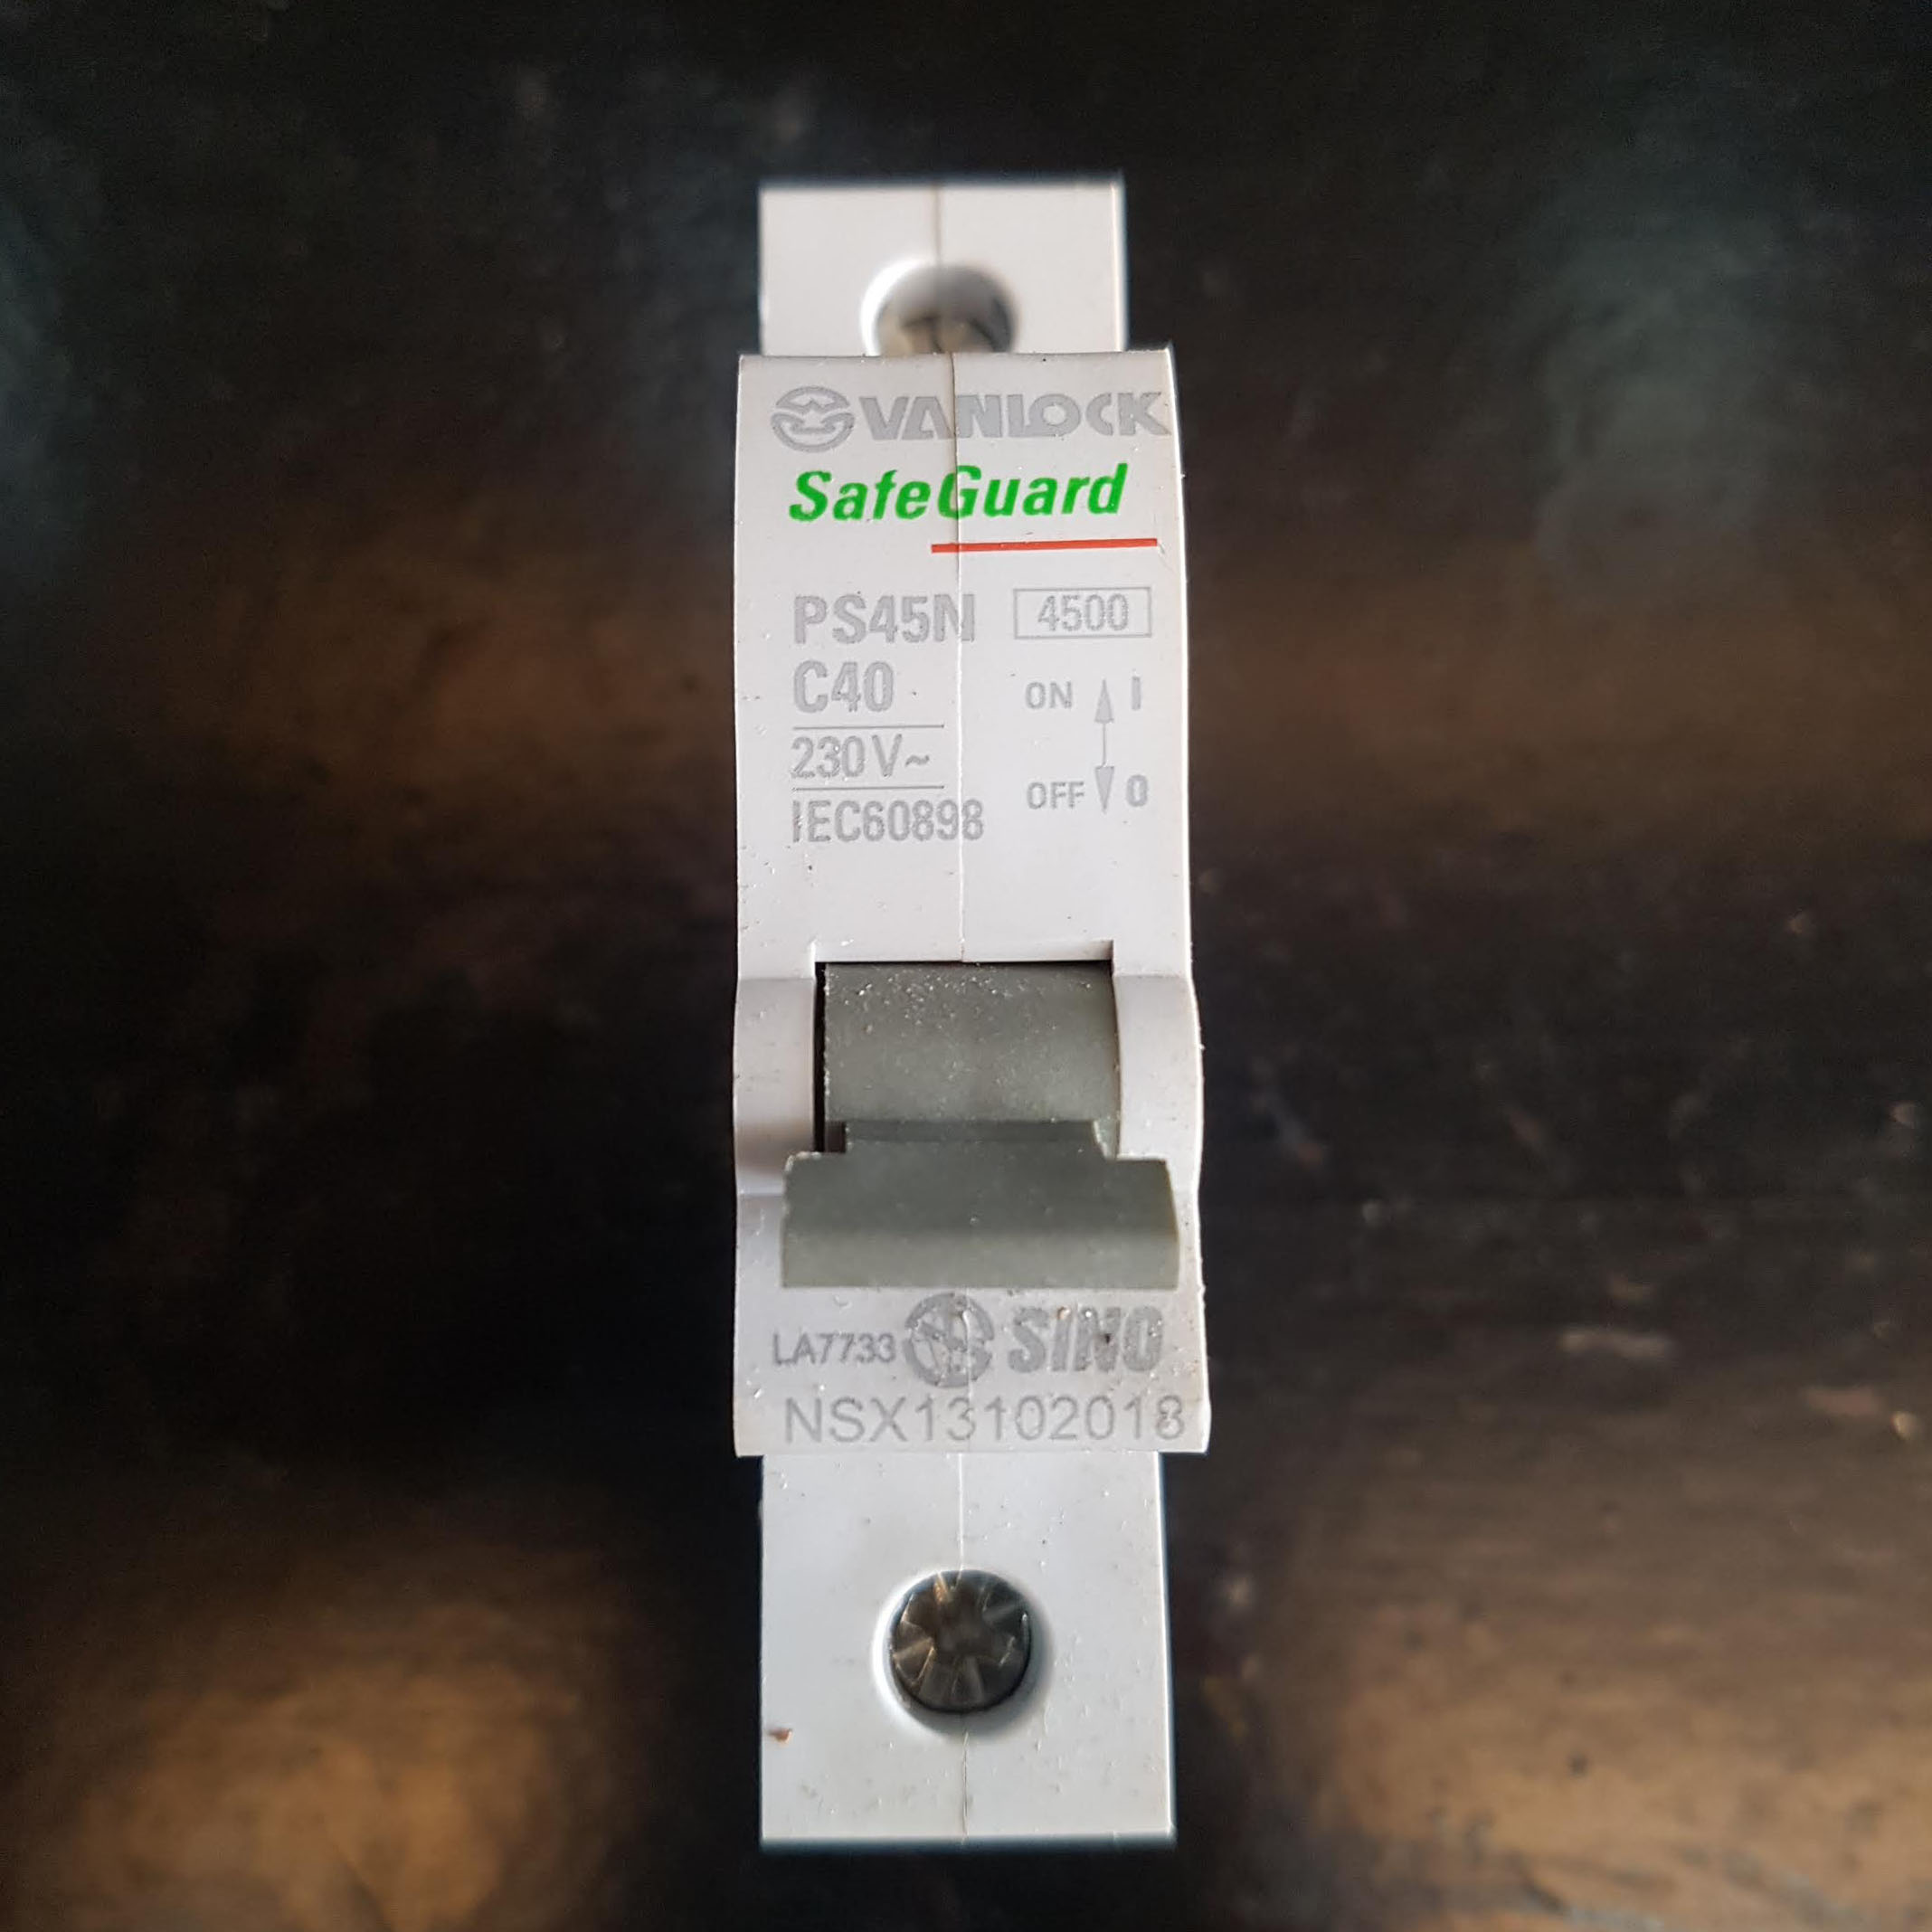 VANLOCK
SafeGuard
PS45N 4500
C40
ON I
230V~
OFF 0
IEC60898
LA7733 SINO
NSX13102018